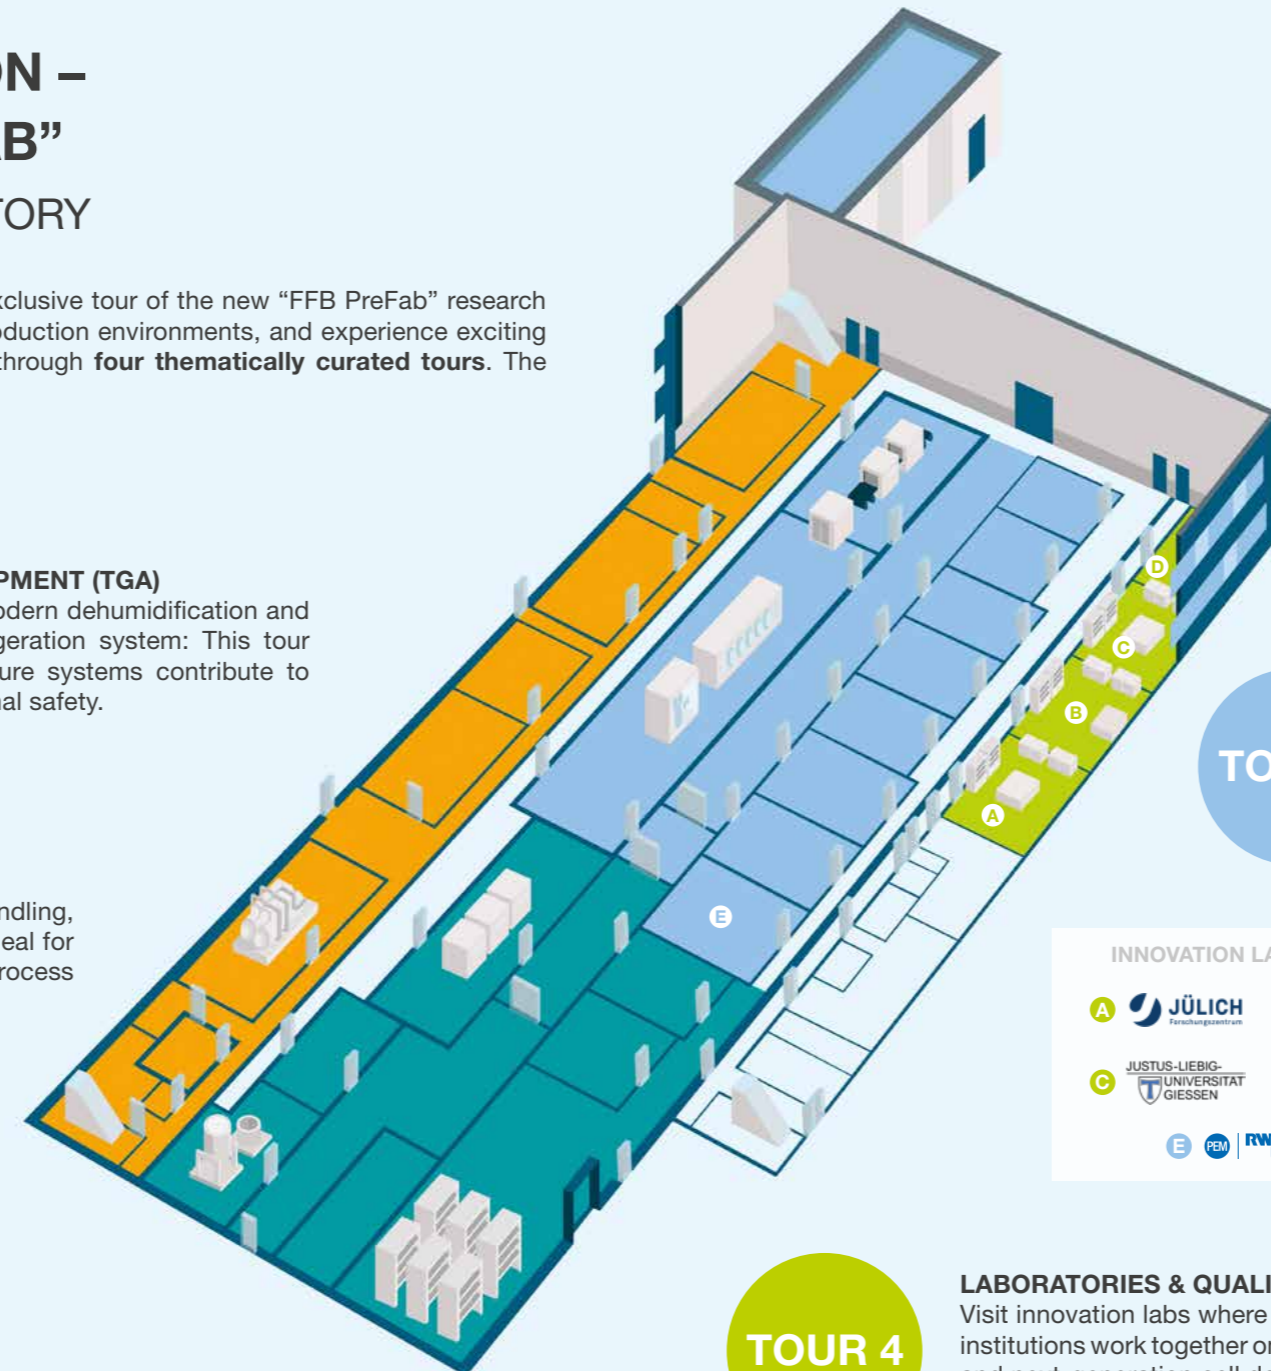 ON –
AB”
TORY
xclusive tour of the new “FFB PreFab” research
oduction environments, and experience exciting
through four thematically curated tours. The
PMENT (TGA)
odern dehumidification and
geration system: This tour
ure systems contribute to
nal safety.
ndling,
eal for
rocess
D
C
B
A
E
TO
INNOVATION LA
A JÜLICH
Forschungszentrum
C JUSTUS-LIEBIG-
UNIVERSITAT
GIESSEN
E PEM RW
TOUR 4
LABORATORIES & QUALI
Visit innovation labs where
institutions work together or